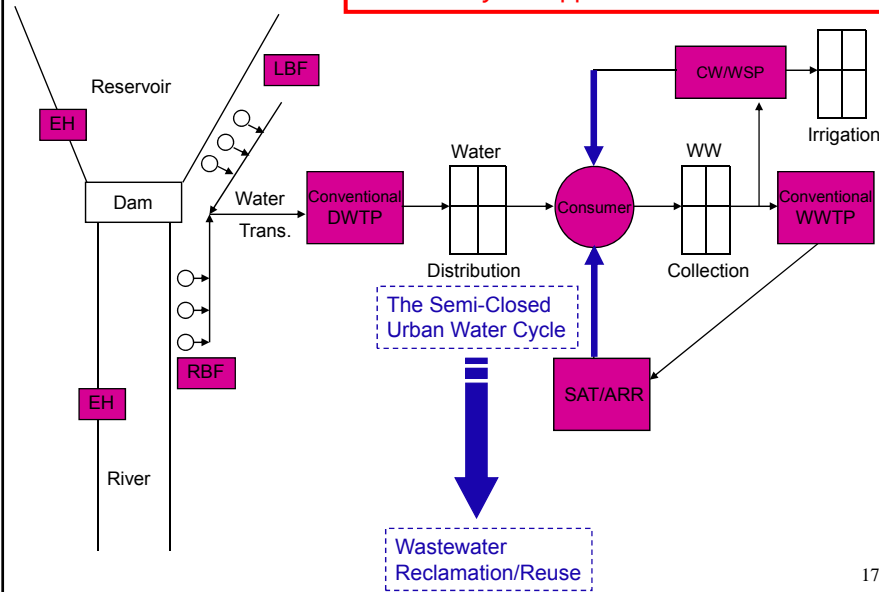 Reservoir
LBF
EH
Dam
Water
Trans.
RBF
EH
River
Conventional
DWTP
Water
Distribution
Consumer
WW
Collection
CW/WSP
Irrigation
Conventional
WWTP
SAT/ARR
The Semi-Closed
Urban Water Cycle
Wastewater
Reclamation/Reuse
17